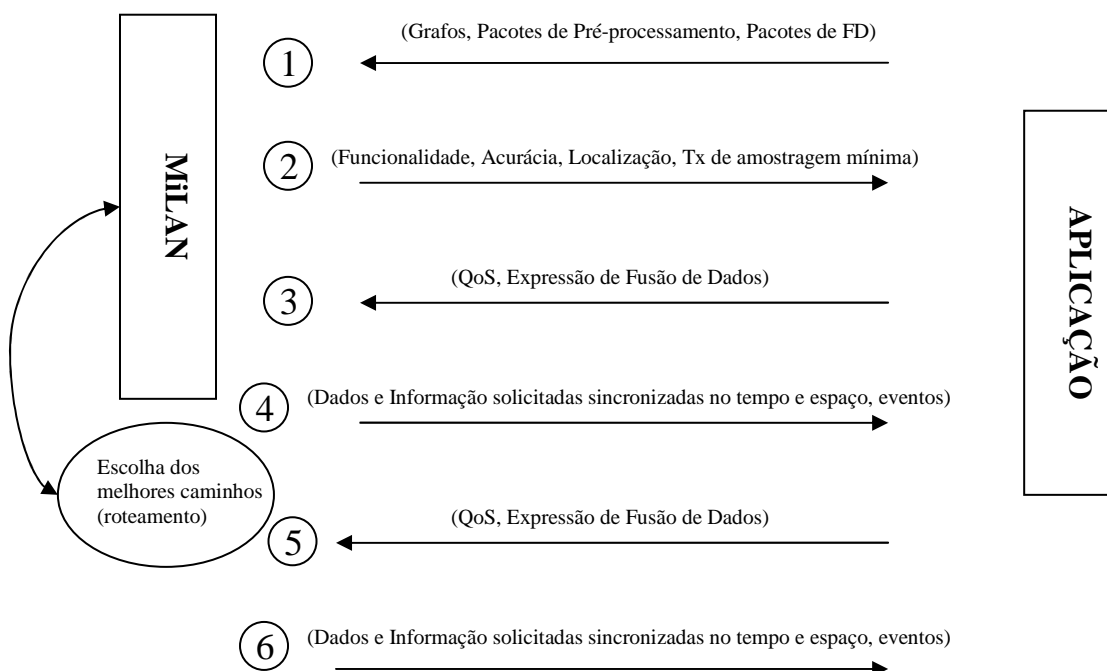 (Grafos, Pacotes de Pré-processamento, Pacotes de FD)
1
MiLAN
APLICAÇÃO
2
(Funcionalidade, Acurácia, Localização, Tx de amostragem mínima)
(QoS, Expressão de Fusão de Dados)
3
(Dados e Informação solicitadas sincronizadas no tempo e espaço, eventos)
4
Escolha dos
melhores caminhos
(roteamento)
(QoS, Expressão de Fusão de Dados)
5
(Dados e Informação solicitadas sincronizadas no tempo e espaço, eventos)
6